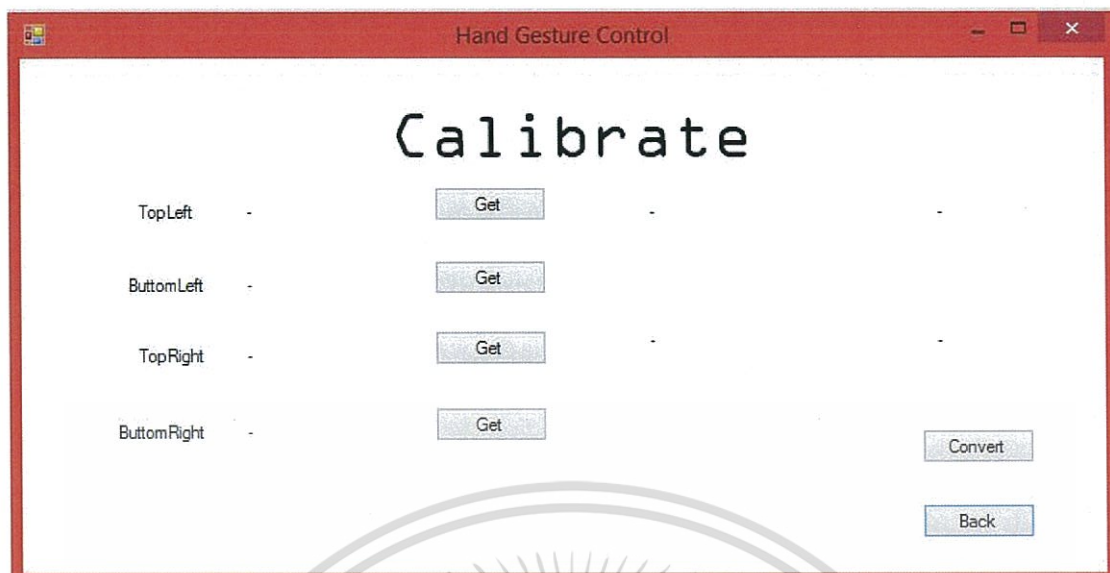 Hand Gesture Control
Calibrate
TopLeft - Get - -
ButtomLeft - Get
TopRight - Get - -
ButtomRight - Get
Convert
Back